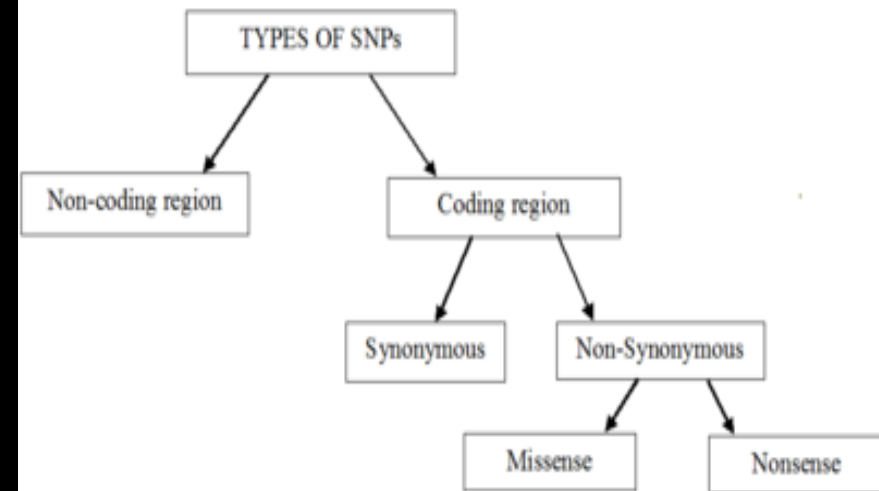 TYPES OF SNPs
Non-coding region
Coding region
Synonymous
Non-Synonymous
Missense
Nonsense